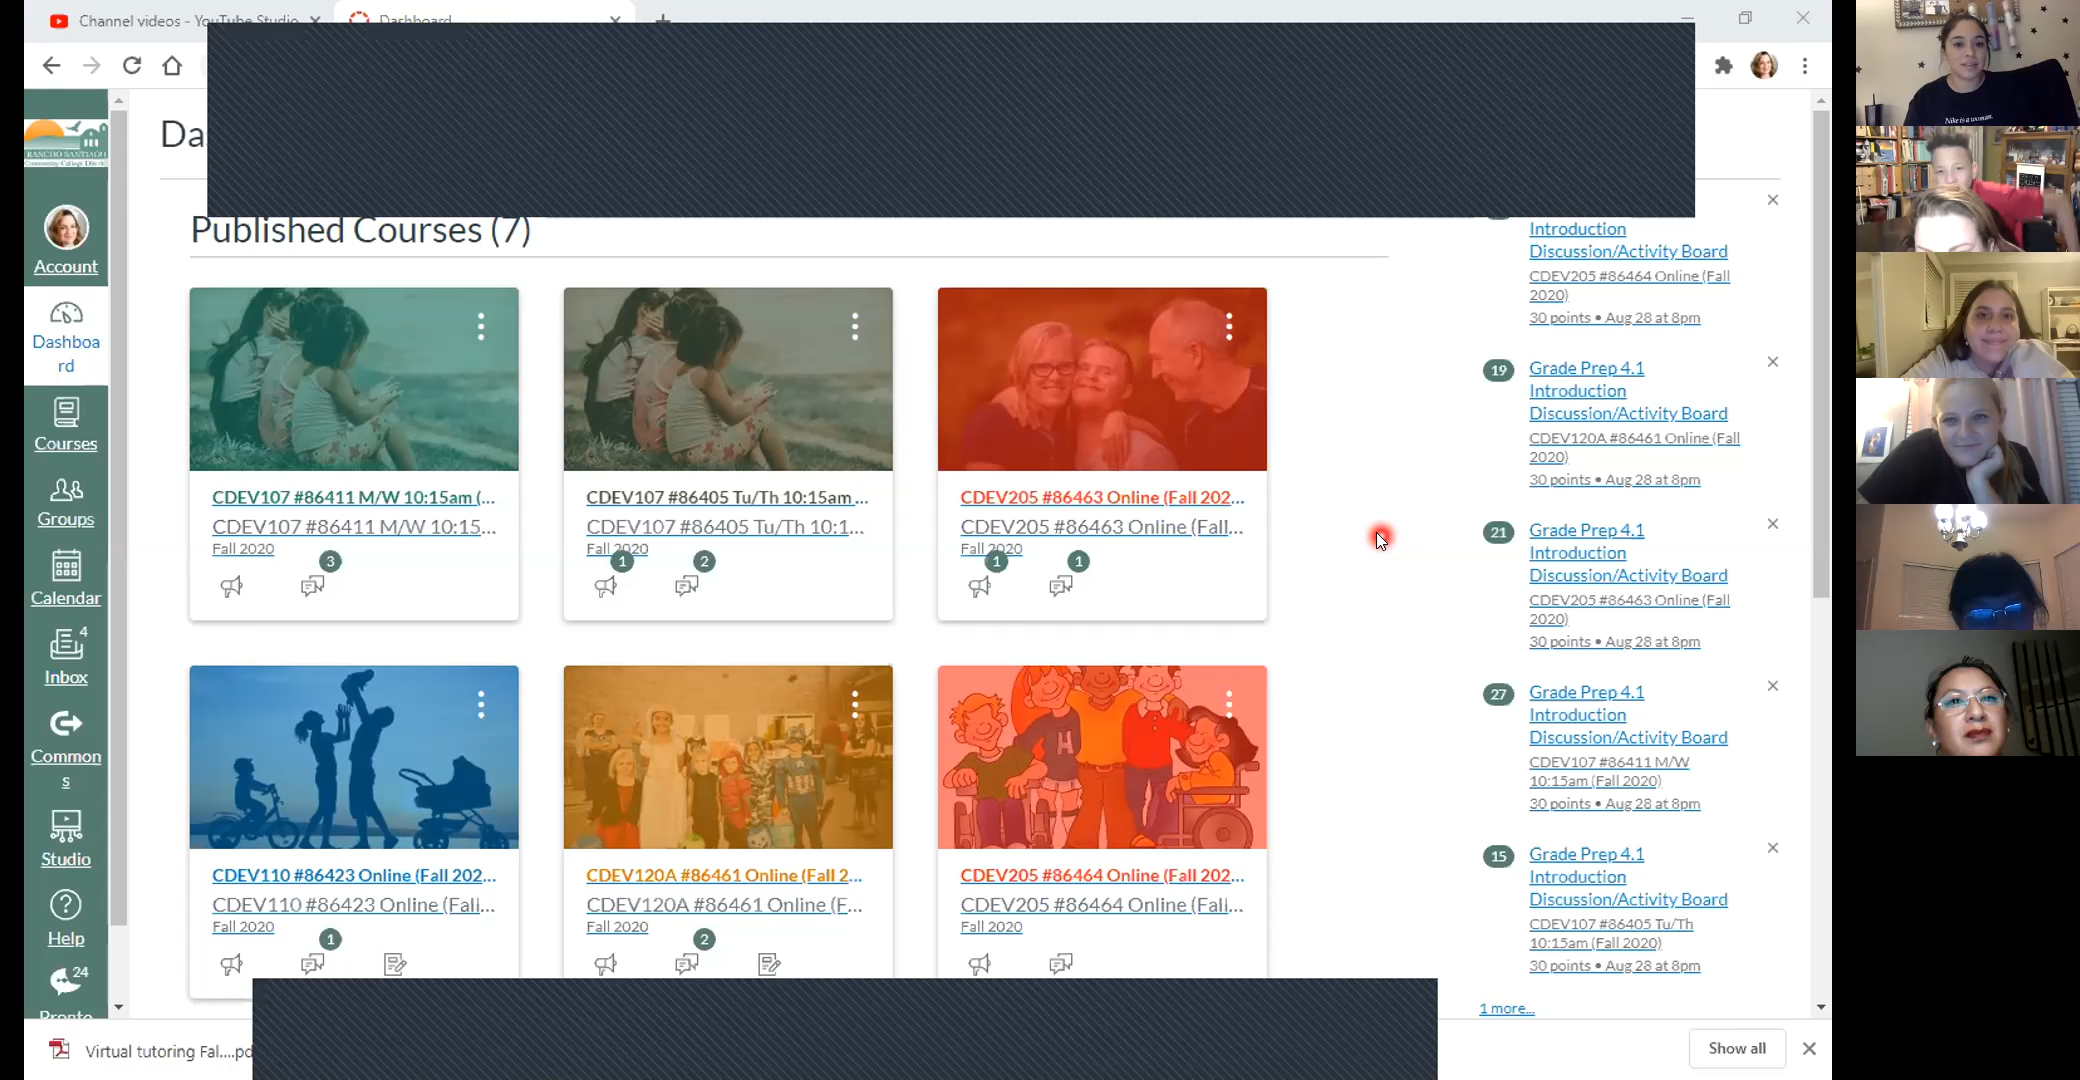 Channel videos - YouTube Studio
Dashboard
Da
Published Courses (7)
RANCHO SANTIAGO
Community College District
Account
Dashboa
rd
Courses
Groups
Calendar
4
Inbox
Common
s
Studio
Help
24
Pronto
CDEV107 #86411 M/W 10:15am (...
CDEV107 #86411 M/W 10:15...
Fall 2020
3
CDEV107 #86405 Tu/Th 10:15am ...
CDEV107 #86405 Tu/Th 10:1...
Fall 2020
1
2
CDEV205 #86463 Online (Fall 202...
CDEV205 #86463 Online (Fall...
Fall 2020
1
1
H
CDEV110 #86423 Online (Fall 202...
CDEV110 #86423 Online (Fall...
Fall 2020
1
CDEV120A #86461 Online (Fall 2...
CDEV120A #86461 Online (F...
Fall 2020
2
CDEV205 #86464 Online (Fall 202...
CDEV205 #86464 Online (Fall...
Fall 2020
Introduction
Discussion/Activity Board
CDEV205 #86464 Online (Fall
2020)
30 points • Aug 28 at 8pm
19
Grade Prep 4.1
Introduction
Discussion/Activity Board
CDEV120A #86461 Online (Fall
2020)
30 points • Aug 28 at 8pm
21
Grade Prep 4.1
Introduction
Discussion/Activity Board
CDEV205 #86463 Online (Fall
2020)
30 points • Aug 28 at 8pm
27
Grade Prep 4.1
Introduction
Discussion/Activity Board
CDEV107 #86411 M/W
10:15am (Fall 2020)
30 points • Aug 28 at 8pm
15
Grade Prep 4.1
Introduction
Discussion/Activity Board
CDEV107 #86405 Tu/Th
10:15am (Fall 2020)
30 points • Aug 28 at 8pm
1 more...
Virtual tutoring Fal....pd
Show all
Nike is a woman.